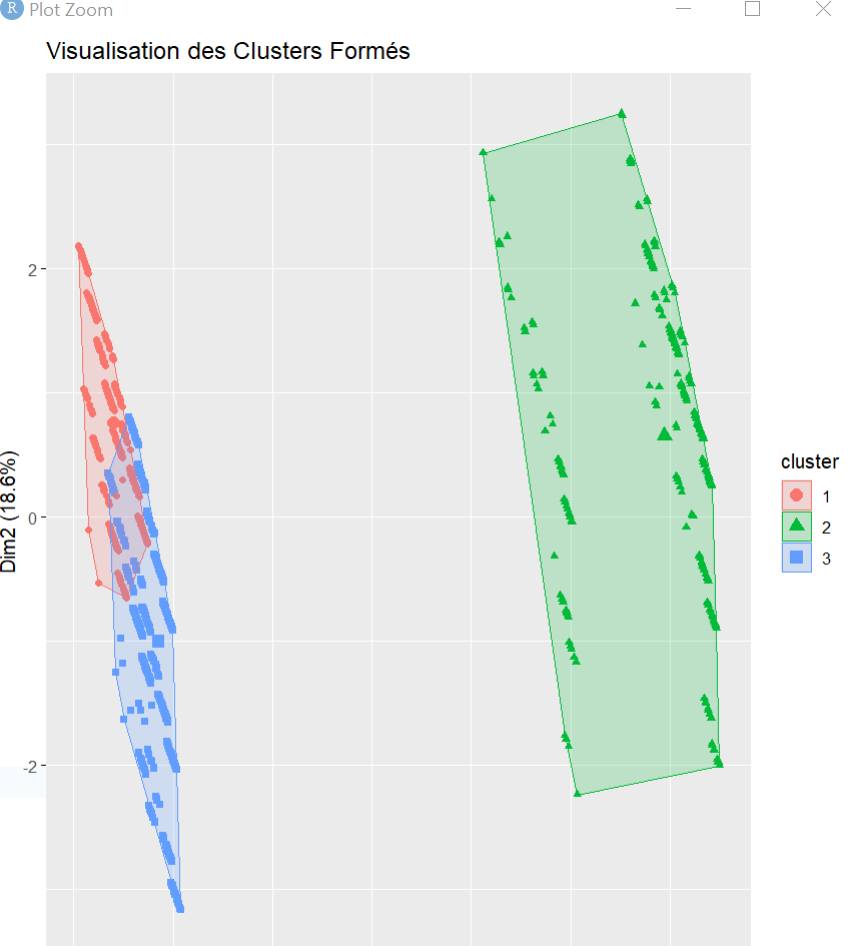 R Plot Zoom
Visualisation des Clusters Formés
2
0
-2
Dim2 (18.6%)
cluster
1
2
3